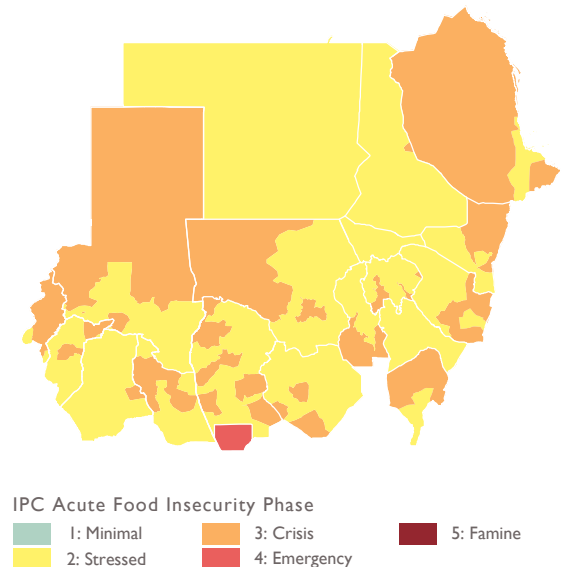 IPC Acute Food Insecurity Phase
1: Minimal
3: Crisis
5: Famine
2: Stressed
4: Emergency